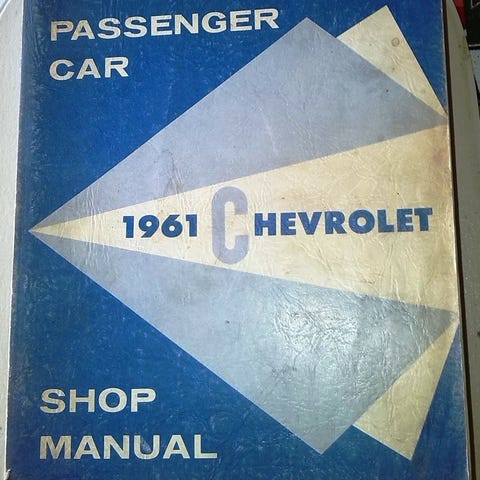 PASSENGER
CAR
1961 CHEVROLET
SHOP
MANUAL